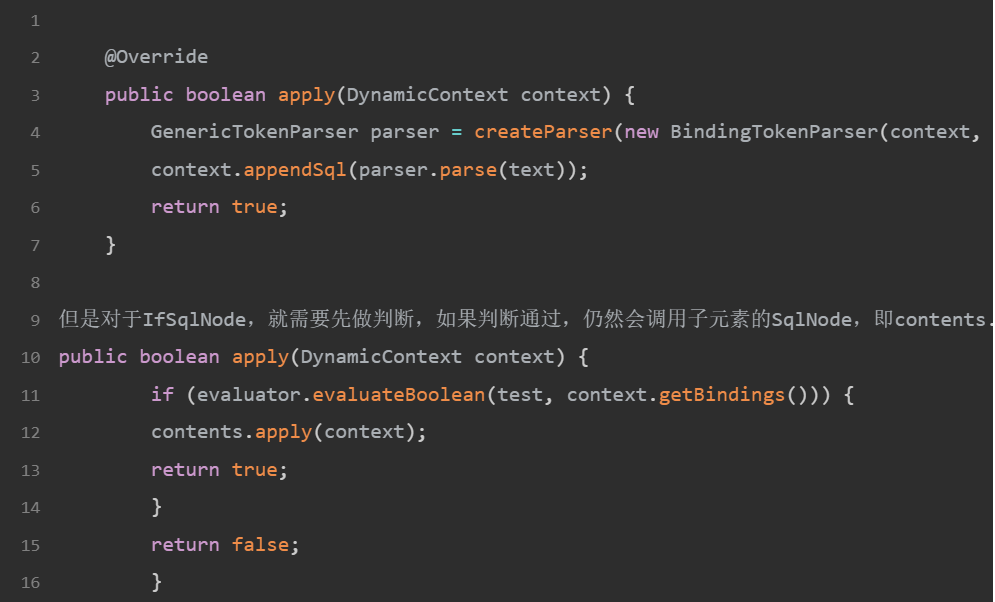 1
2 @Override
3 public boolean apply(DynamicContext context) {
4 GenericTokenParser parser = createParser(new BindingTokenParser(context,
5 context.appendSql(parser.parse(text));
6 return true;
7 }
8
9 但是对于IfSqlNode，就需要先做判断，如果判断通过，仍然会调用子元素的SqlNode，即contents.
10 public boolean apply(DynamicContext context) {
11 if (evaluator.evaluateBoolean(test, context.getBindings())) {
12 contents.apply(context);
13 return true;
14 }
15 return false;
16 }